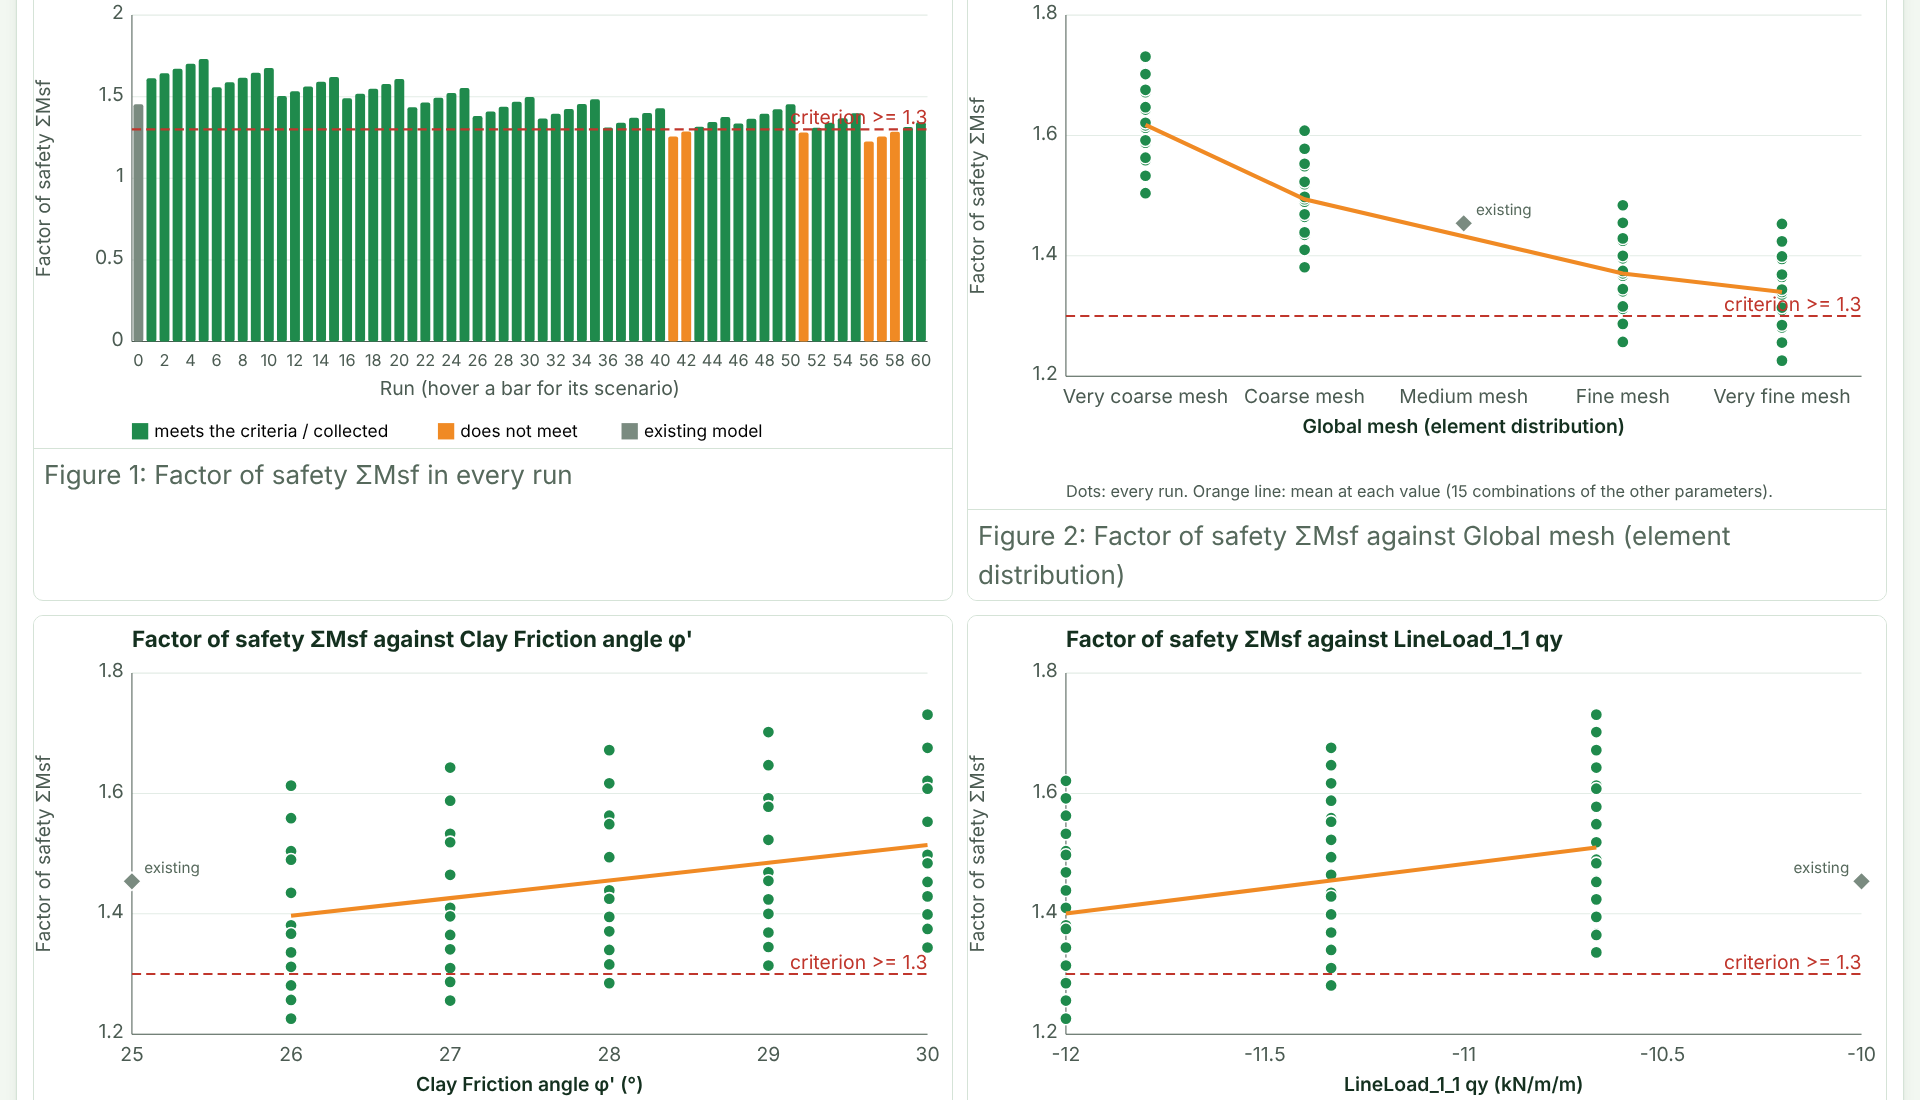 2
1.5
1
0.5
0
Factor of safety ΣMsf
criterion >= 1.3
0 2 4 6 8 10 12 14 16 18 20 22 24 26 28 30 32 34 36 38 40 42 44 46 48 50 52 54 56 58 60
Run (hover a bar for its scenario)
meets the criteria / collected does not meet existing model
Figure 1: Factor of safety ΣMsf in every run
1.8
1.6
1.4
1.2
Factor of safety ΣMsf
existing
criterion >= 1.3
Very coarse mesh Coarse mesh Medium mesh Fine mesh Very fine mesh
Global mesh (element distribution)
Dots: every run. Orange line: mean at each value (15 combinations of the other parameters).
Figure 2: Factor of safety ΣMsf against Global mesh (element
distribution)
Factor of safety ΣMsf against Clay Friction angle φ'
1.8
1.6
1.4
1.2
Factor of safety ΣMsf
existing
criterion >= 1.3
25 26 27 28 29 30
Clay Friction angle φ' (°)
Factor of safety ΣMsf against LineLoad_1_1 qy
1.8
1.6
1.4
1.2
Factor of safety ΣMsf
existing
criterion >= 1.3
-12 -11.5 -11 -10.5 -10
LineLoad_1_1 qy (kN/m/m)